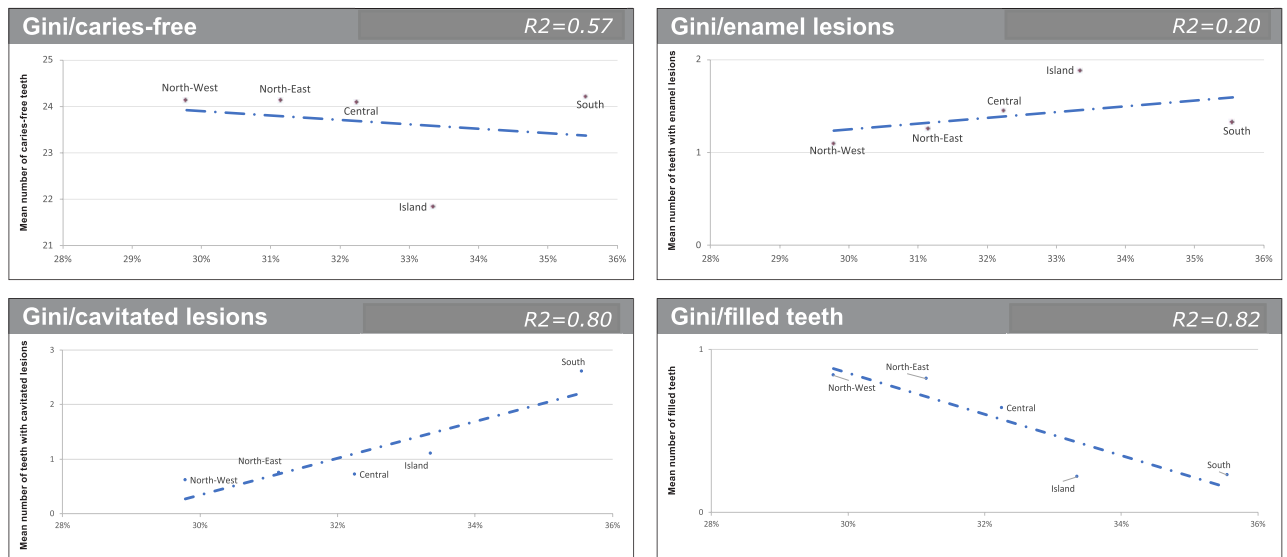 Gini/caries-free R2=0.57
Mean number of caries-free teeth
25
24
23
22
21
North-West
North-East
Central
South
Island
28% 29% 30% 31% 32% 33% 34% 35% 36%
Gini/enamel lesions R2=0.20
Mean number of teeth with enamel lesions
2
1
0
Island
Central
South
North-East
North-West
28% 29% 30% 31% 32% 33% 34% 35% 36%
Gini/cavitated lesions R2=0.80
Mean number of teeth with cavitated lesions
3
2
1
0
South
North-East
Island
Central
North-West
28% 30% 32% 34% 36%
Gini/filled teeth R2=0.82
Mean number of filled teeth
1
0
North-East
North-West
Central
South
Island
28% 30% 32% 34% 36%